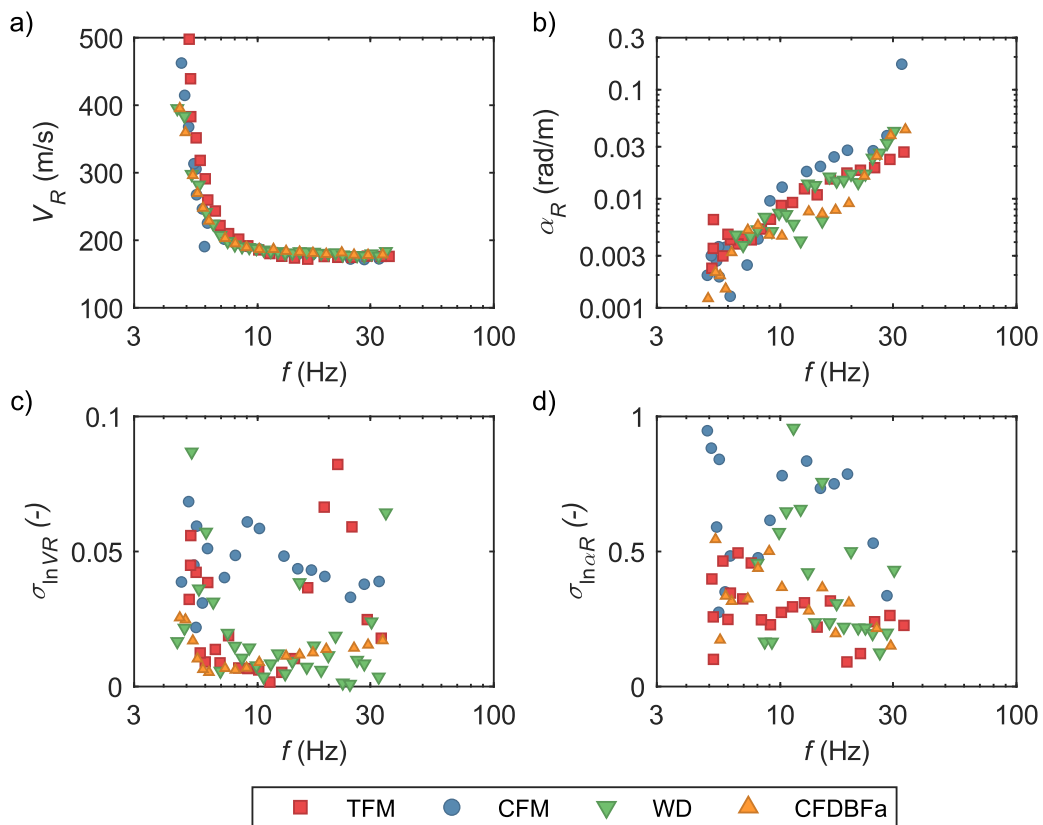 a)
500
400
300
200
100
V_R (m/s)
3
10
30
100
f (Hz)
b)
0.3
0.1
0.03
0.01
0.003
0.001
α_R (rad/m)
3
10
30
100
f (Hz)
c)
0.1
0.05
0
σ_lnVR (-)
3
10
30
100
f (Hz)
d)
1
0.5
0
σ_lnαR (-)
3
10
30
100
f (Hz)
TFM CFM WD CFDBFa